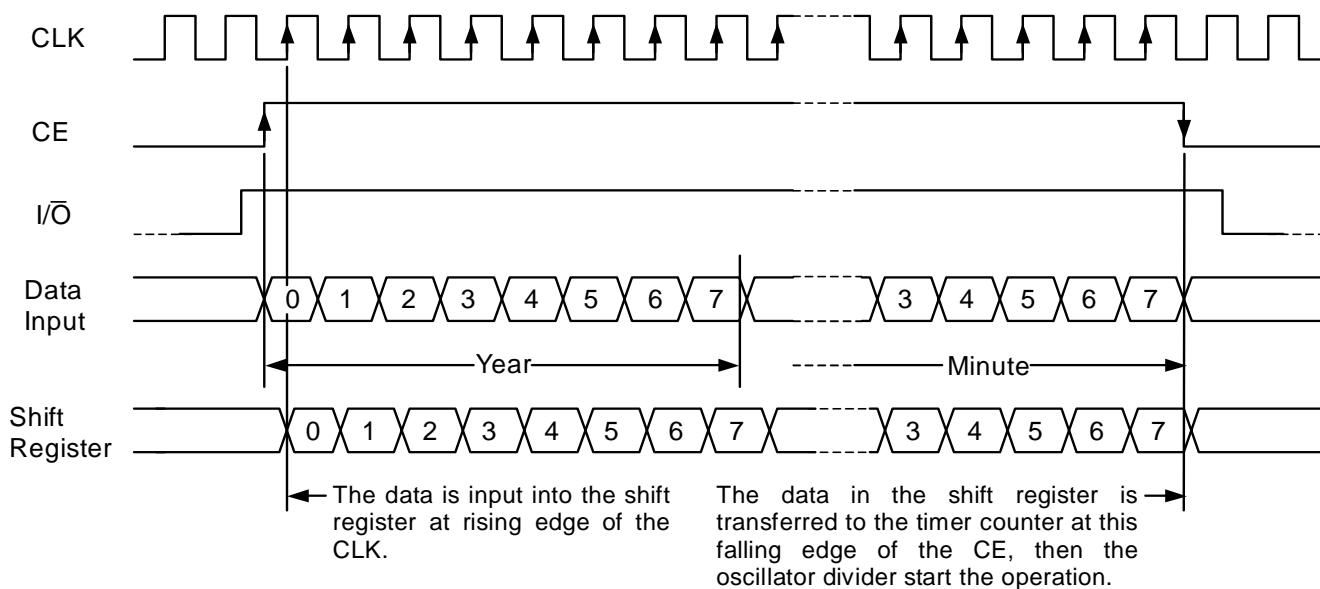 CLK
CE
I/O̅
Data
Input
0 1 2 3 4 5 6 7 3 4 5 6 7
Year
Minute
Shift
Register
0 1 2 3 4 5 6 7 3 4 5 6 7
The data is input into the shift
register at rising edge of the
CLK.
The data in the shift register is
transferred to the timer counter at this
falling edge of the CE, then the
oscillator divider start the operation.